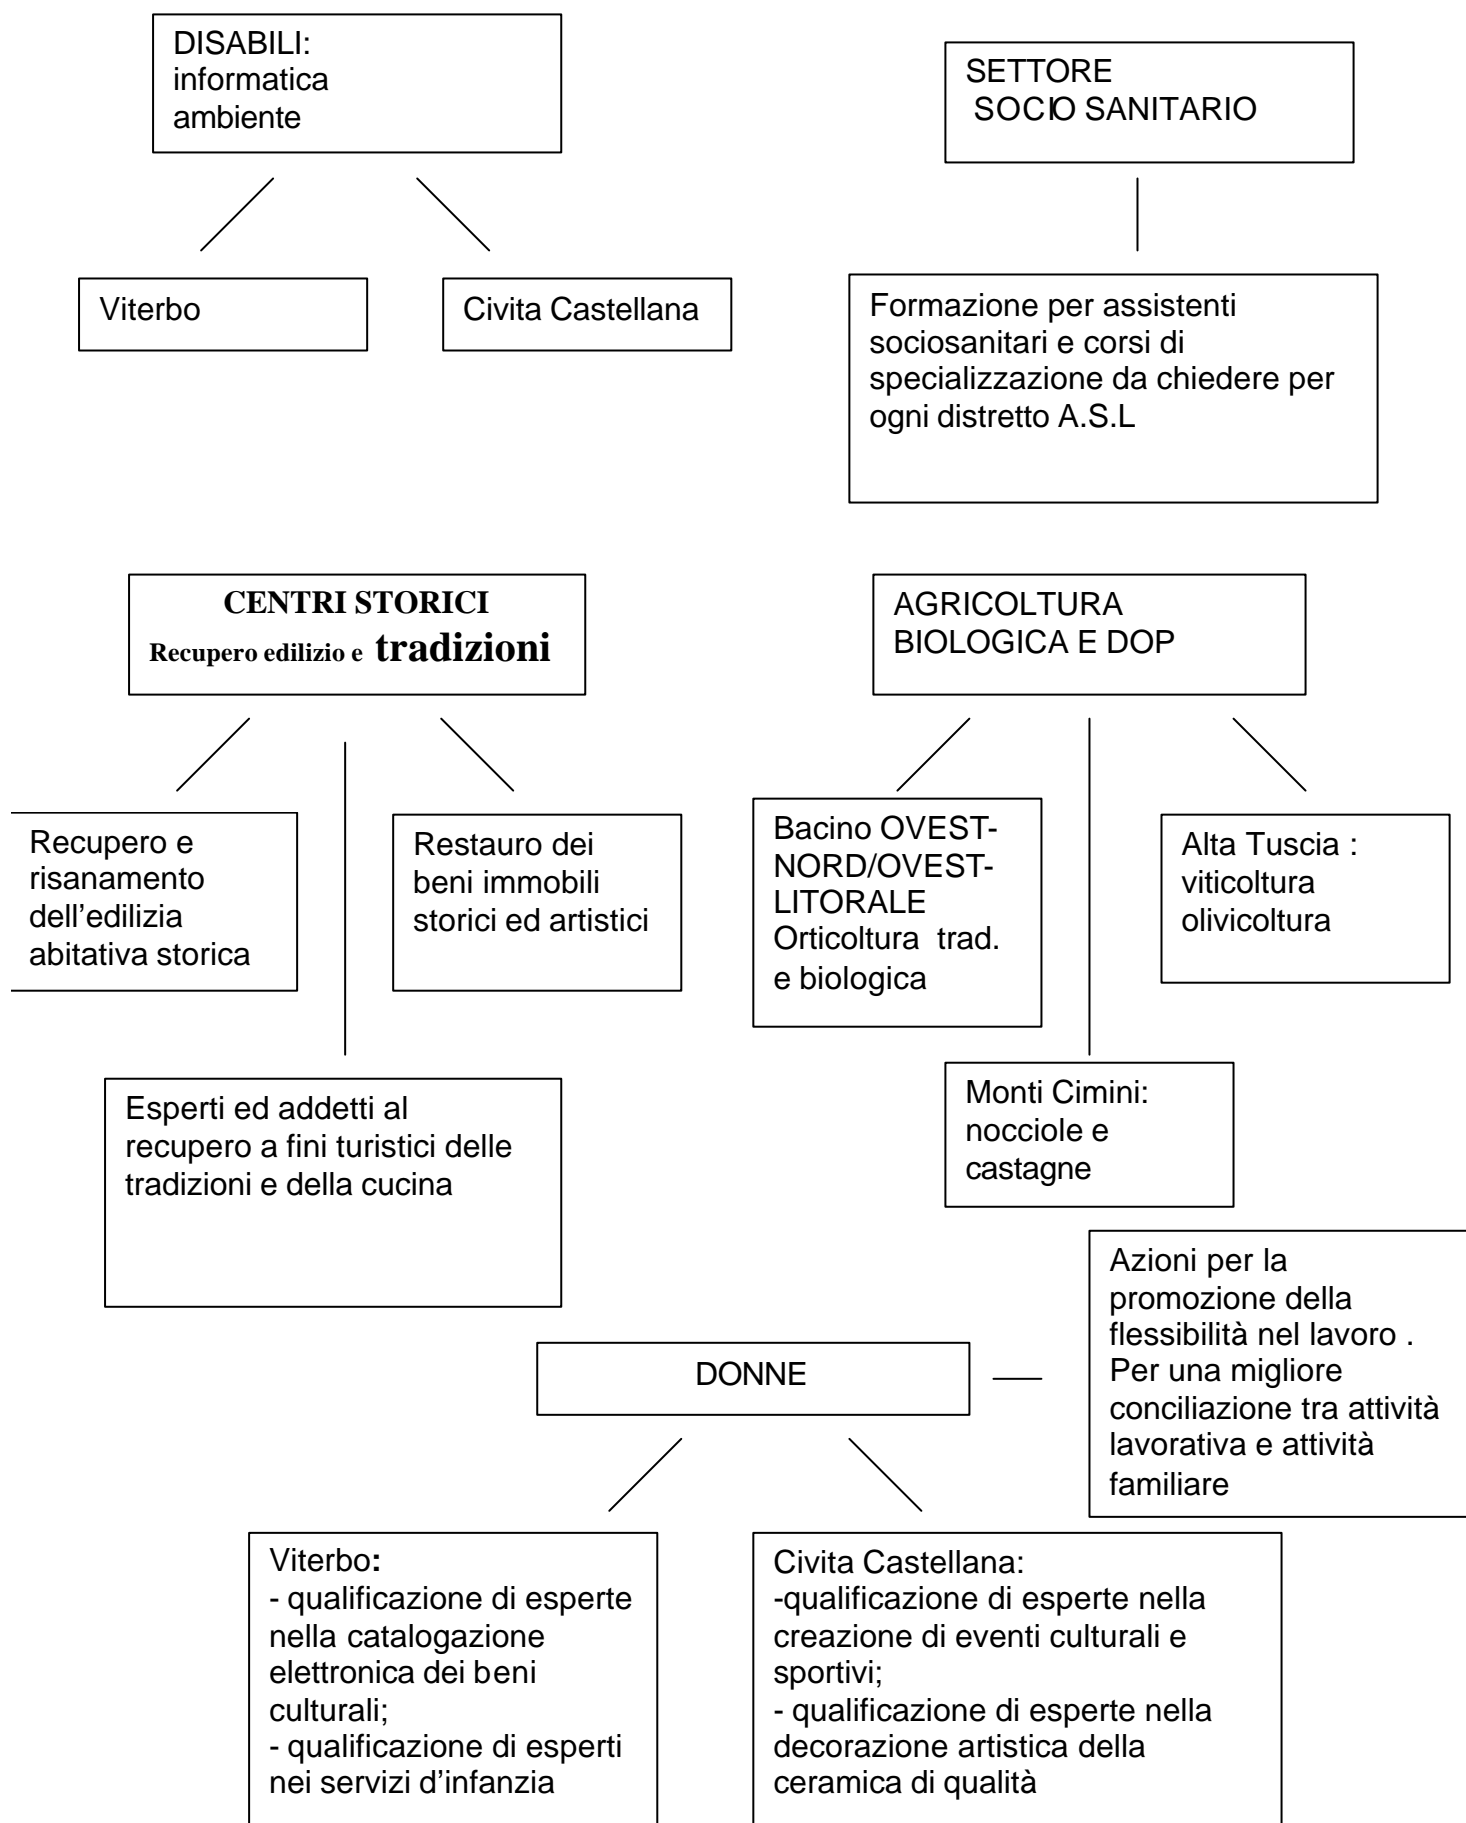 DISABILI:
informatica
ambiente
SETTORE
SOCIO SANITARIO
Viterbo
Civita Castellana
Formazione per assistenti
sociosanitari e corsi di
specializzazione da chiedere per
ogni distretto A.S.L
CENTRI STORICI
Recupero edilizio e tradizioni
AGRICOLTURA
BIOLOGICA E DOP
Recupero e
risanamento
dell'edilizia
abitativa storica
Restauro dei
beni immobili
storici ed artistici
Bacino OVEST-
NORD/OVEST-
LITORALE
Orticoltura trad.
e biologica
Alta Tuscia :
viticoltura
olivicoltura
Esperti ed addetti al
recupero a fini turistici delle
tradizioni e della cucina
Monti Cimini:
nocciole e
castagne
Azioni per la
promozione della
flessibilità nel lavoro .
Per una migliore
conciliazione tra attività
lavorativa e attività
familiare
DONNE
Viterbo:
- qualificazione di esperte
nella catalogazione
elettronica dei beni
culturali;
- qualificazione di esperti
nei servizi d'infanzia
Civita Castellana:
-qualificazione di esperte nella
creazione di eventi culturali e
sportivi;
- qualificazione di esperte nella
decorazione artistica della
ceramica di qualità